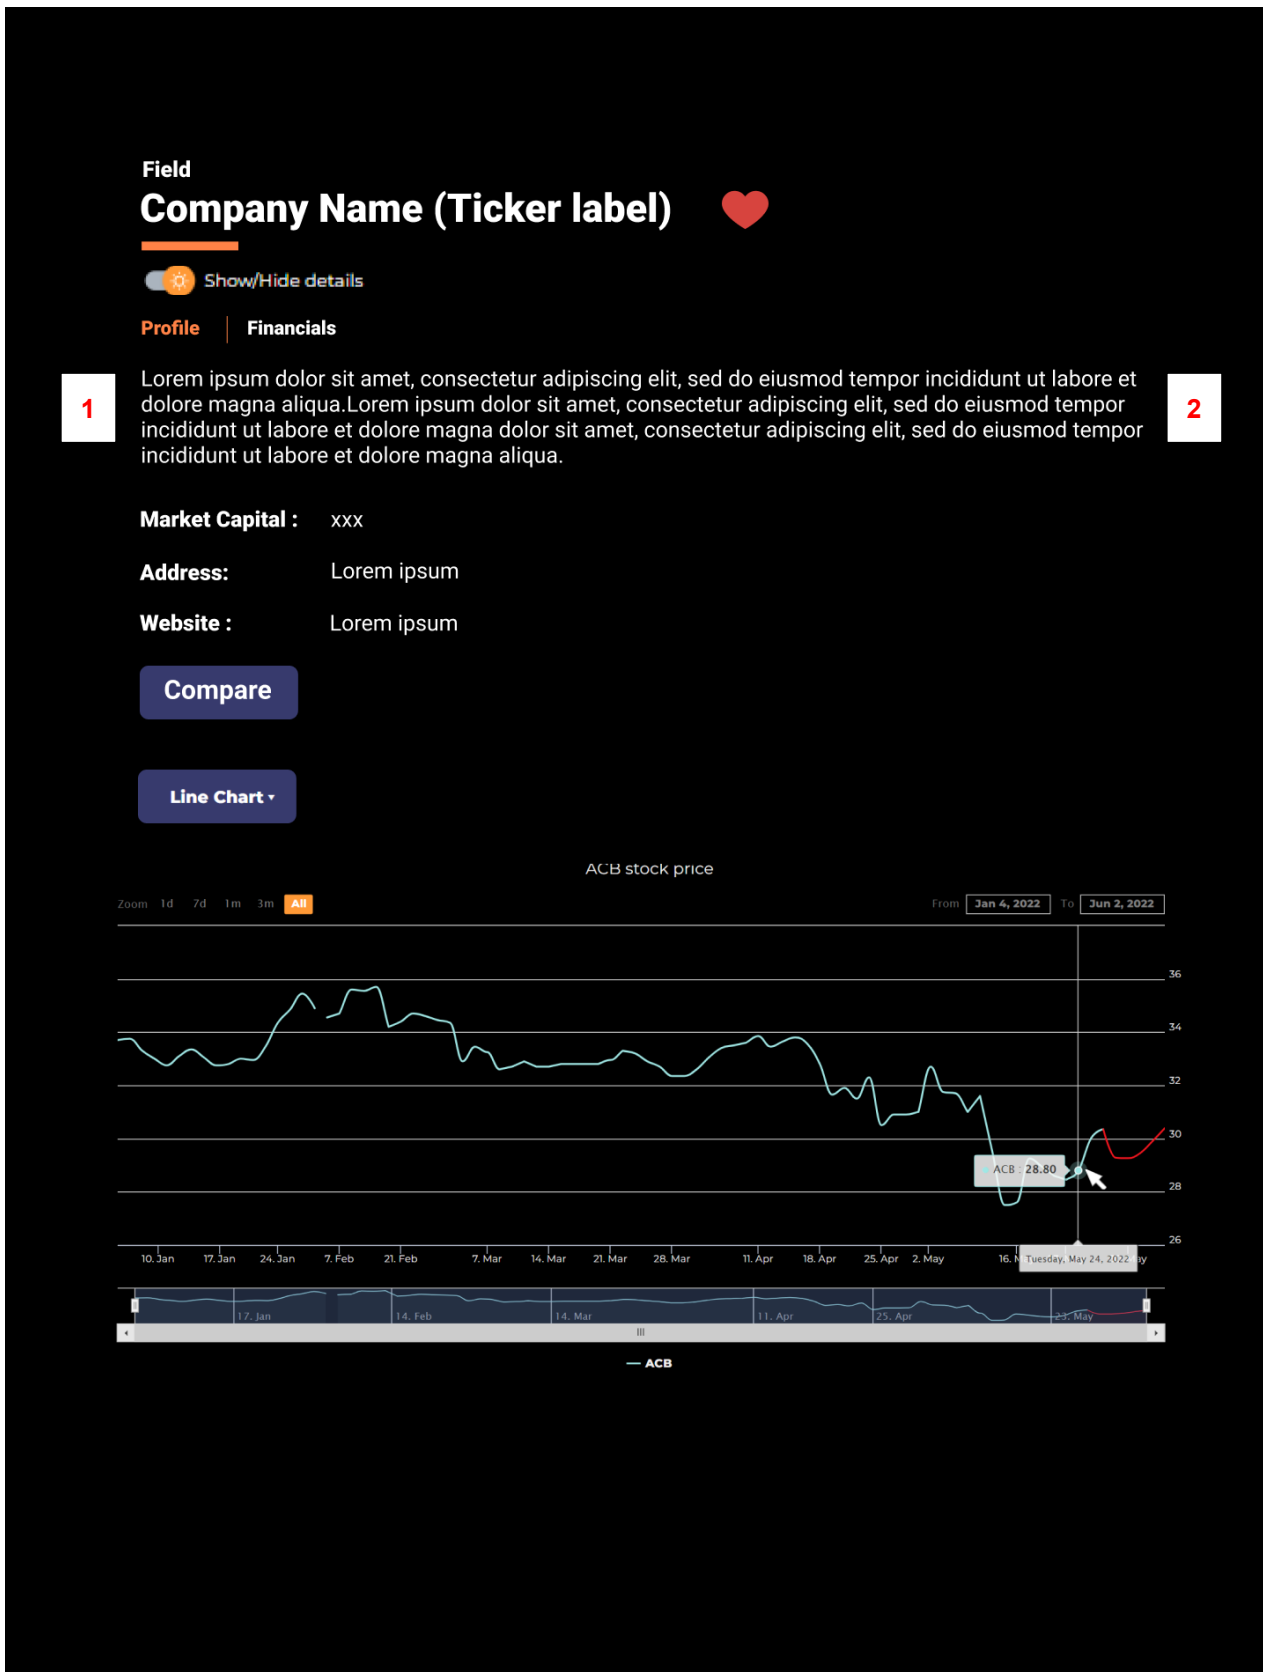 Field
Company Name (Ticker label)
Show/Hide details
Profile Financials
1
Lorem ipsum dolor sit amet, consectetur adipiscing elit, sed do eiusmod tempor incididunt ut labore et
dolore magna aliqua.Lorem ipsum dolor sit amet, consectetur adipiscing elit, sed do eiusmod tempor
incididunt ut labore et dolore magna dolor sit amet, consectetur adipiscing elit, sed do eiusmod tempor
incididunt ut labore et dolore magna aliqua.
2
Market Capital : xxx
Address: Lorem ipsum
Website : Lorem ipsum
Compare
Line Chart
ACB stock price
Zoom 1d 7d 1m 3m All From Jan 4, 2022 To Jun 2, 2022
36
34
32
30
28
26
ACB : 28.80
10. Jan 17. Jan 24. Jan 7. Feb 21. Feb 7. Mar 14. Mar 21. Mar 28. Mar 11. Apr 18. Apr 25. Apr 2. May 16. Tuesday, May 24, 2022
17. Jan 14. Feb 14. Mar 11. Apr 25. Apr 23. May
ACB